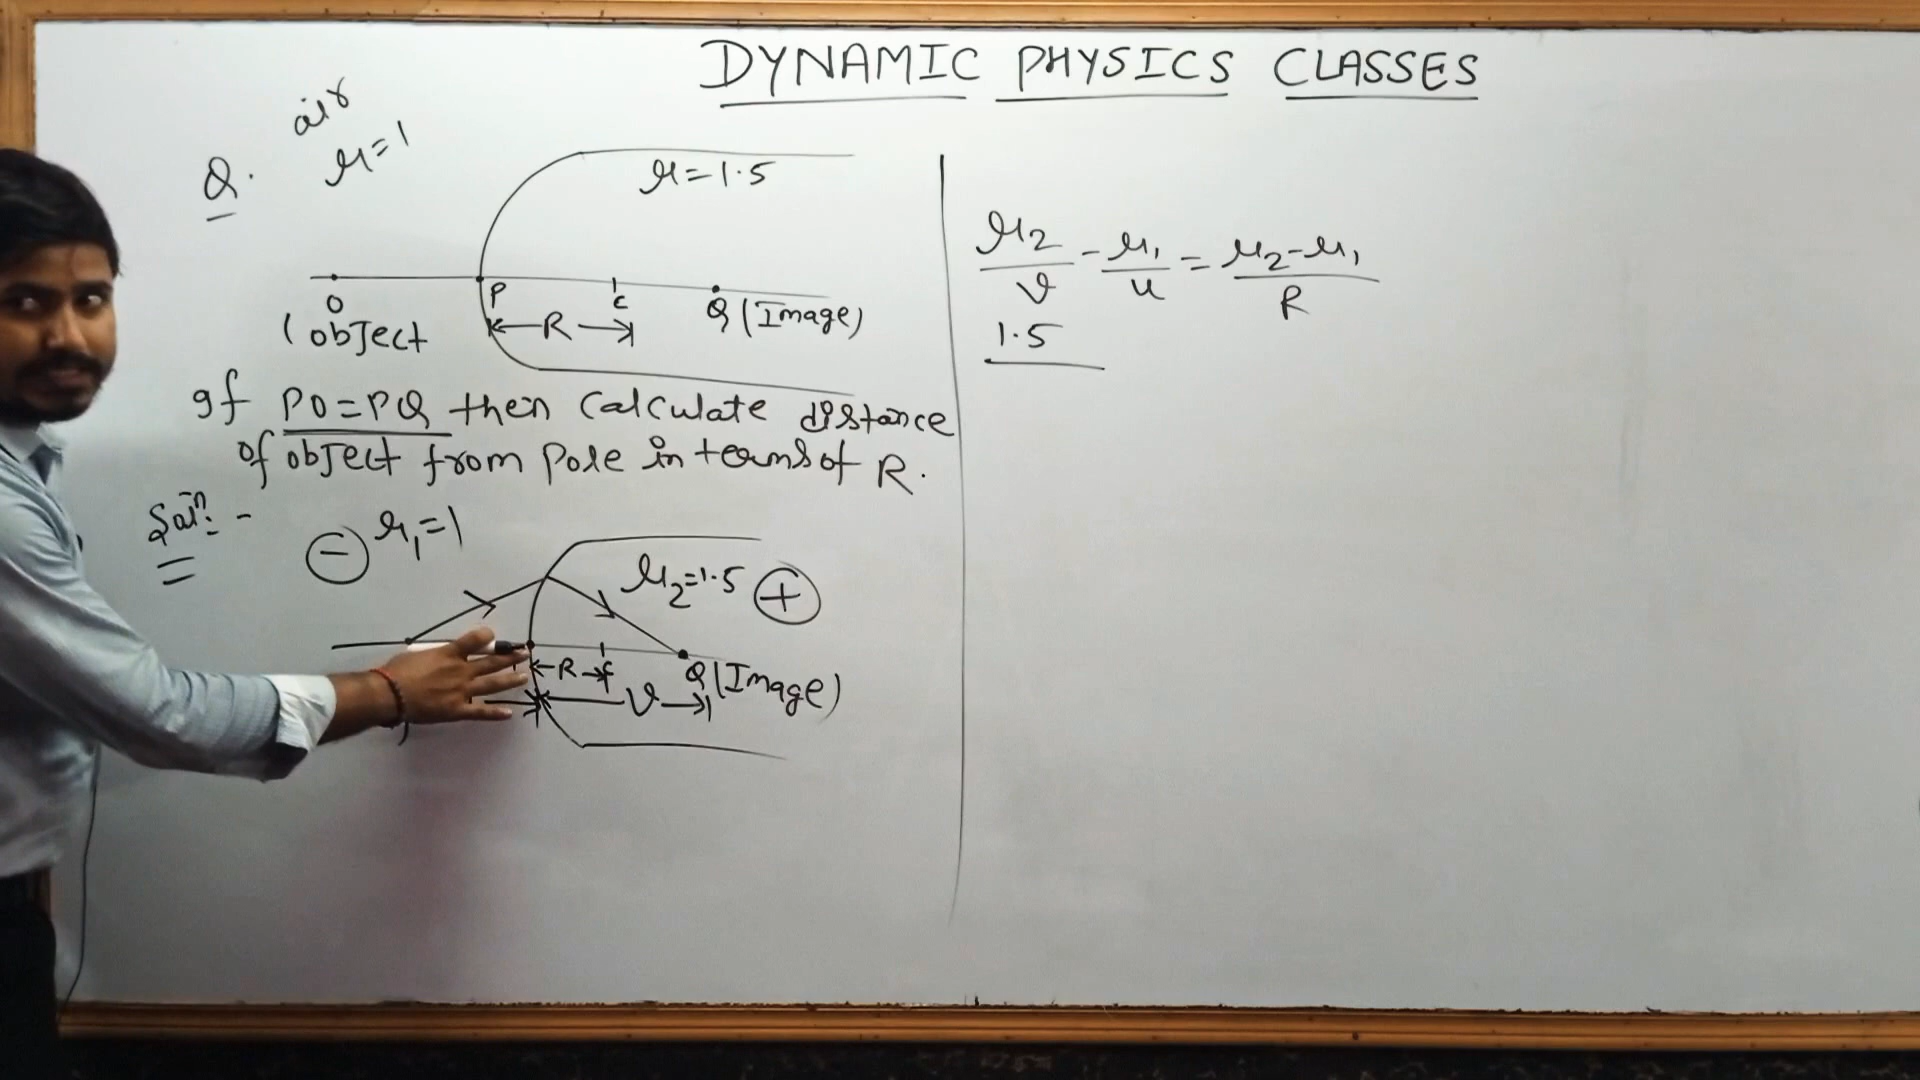 DYNAMIC PHYSICS CLASSES
Q.
air
μ=1
μ=1.5
O
(object
P
C
←R→
Q (Image)
If PO=PQ then calculate distance
of object from pole in terms of R.
Solⁿ:-
⊖ μ₁=1
μ₂=1.5 ⊕
←R→
C
Q (Image)
v
μ₂/v - μ₁/u = μ₂-μ₁/R
1.5